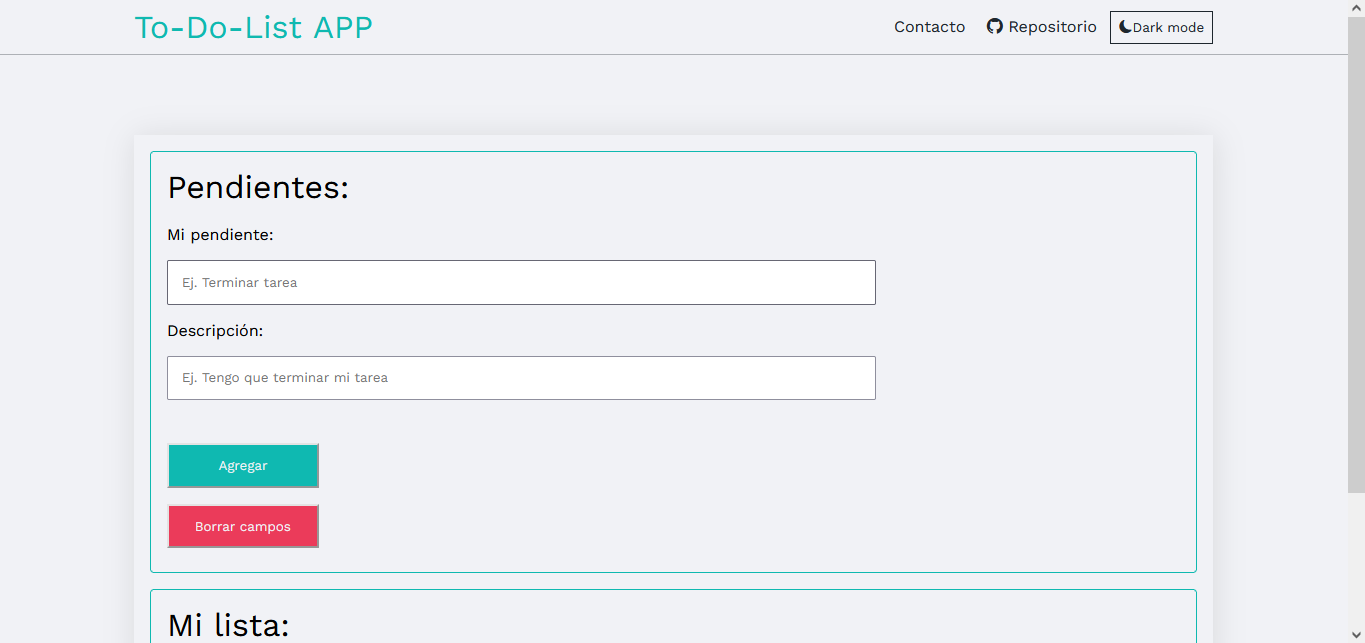 To-Do-List APP
Contacto Repositorio Dark mode
Pendientes:
Mi pendiente:
Ej. Terminar tarea
Descripción:
Ej. Tengo que terminar mi tarea
Agregar
Borrar campos
Mi lista: